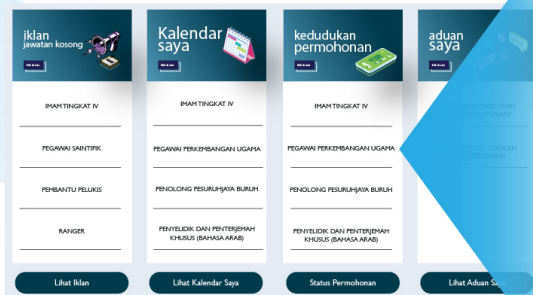 iklan
jawatan kosong
IMAM TINGKAT IV
PEGAWAI SAINTIFIK
PEMBANTU PELUKIS
RANGER
Lihat Iklan
Kalendar
saya
IMAM TINGKAT IV
PEGAWAI PERKEMBANGAN UGAMA
PENOLONG PESURUHJAYA BURUH
PENYELIDIK DAN PENTERJEMAH
KHUSUS (BAHASA ARAB)
Lihat Kalendar Saya
kedudukan
permohonan
IMAM TINGKAT IV
PEGAWAI PERKEMBANGAN UGAMA
PENOLONG PESURUHJAYA BURUH
PENYELIDIK DAN PENTERJEMAH
KHUSUS (BAHASA ARAB)
Status Permohonan
aduan
saya
Lihat Aduan Saya